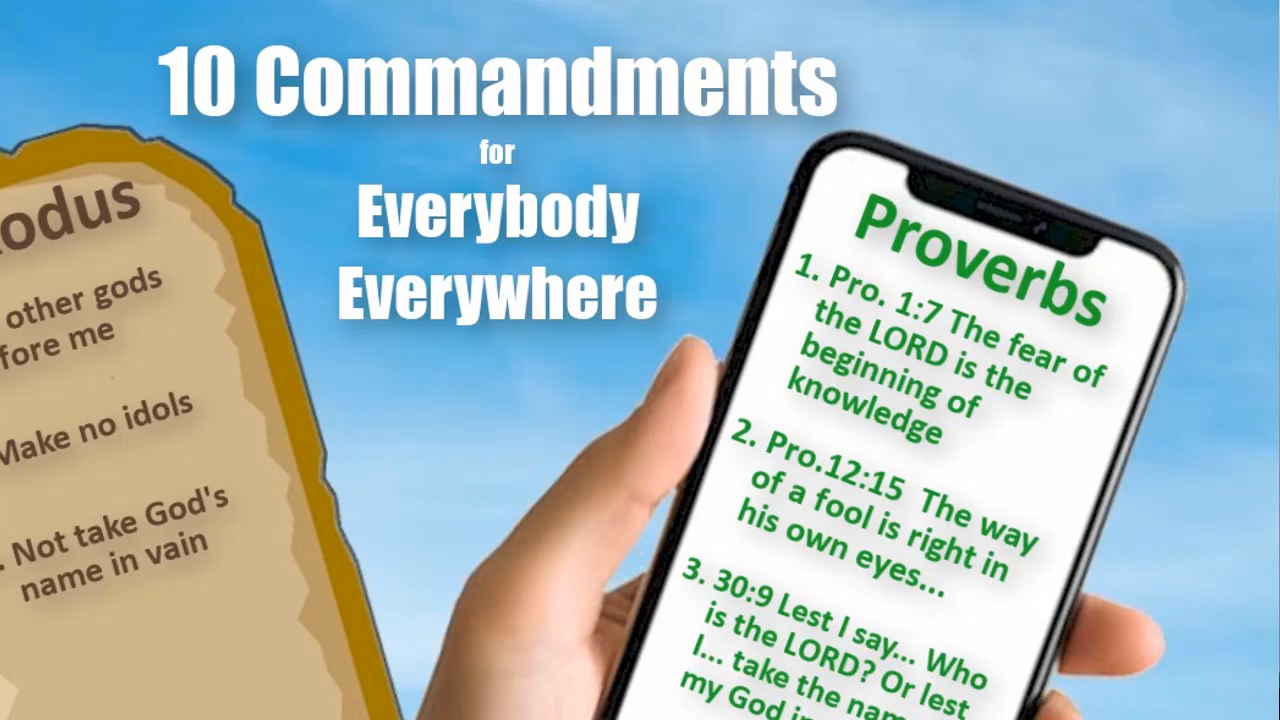 10 Commandments
for
Everybody
Everywhere
odus
other gods
fore me
Make no idols
. Not take God's
name in vain
Proverbs
1. Pro. 1:7 The fear of
the LORD is the
beginning of
knowledge
2. Pro.12:15 The way
of a fool is right in
his own eyes...
3. 30:9 Lest I say... Who
is the LORD? Or lest
I... take the nam
my God in